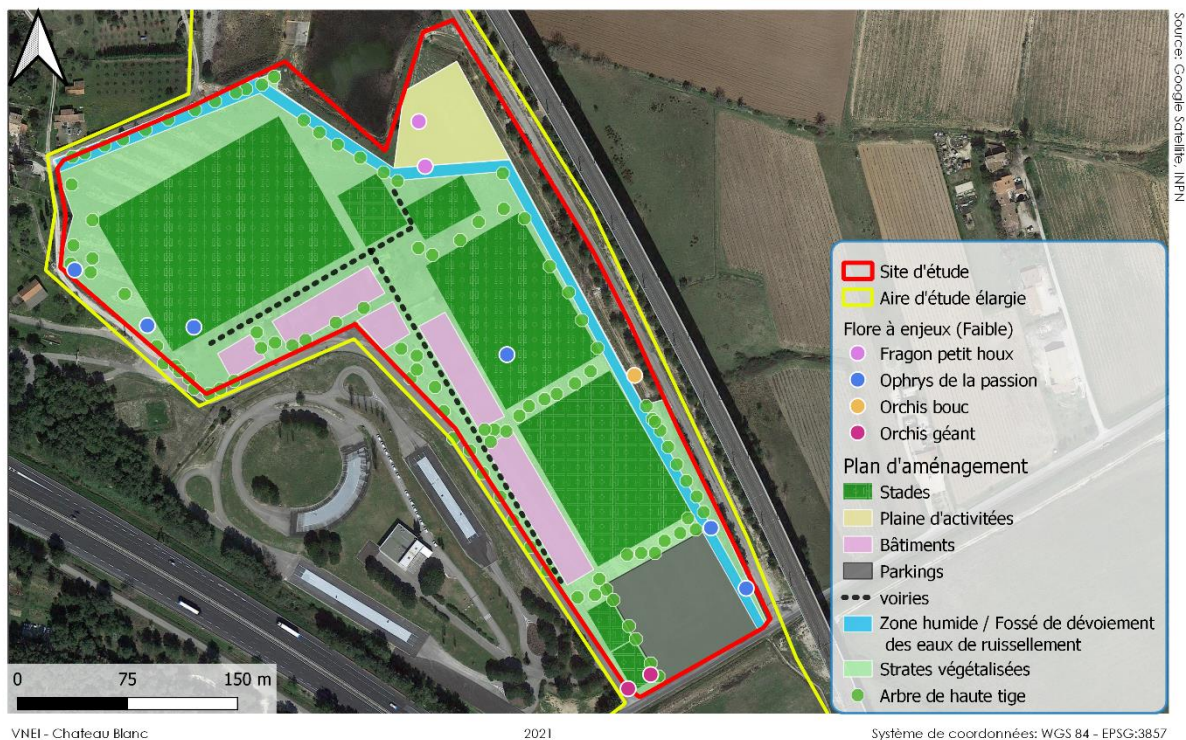 Source: Google Satellite, INPN
Site d'étude
Aire d'étude élargie
Flore à enjeux (Faible)
Fragon petit houx
Ophrys de la passion
Orchis bouc
Orchis géant
Plan d'aménagement
Stades
Plaine d'activitées
Bâtiments
Parkings
voiries
Zone humide / Fossé de dévoiement
des eaux de ruissellement
Strates végétalisées
Arbre de haute tige
0 75 150 m
VNEI - Chateau Blanc
2021
Système de coordonnées: WGS 84 - EPSG:3857